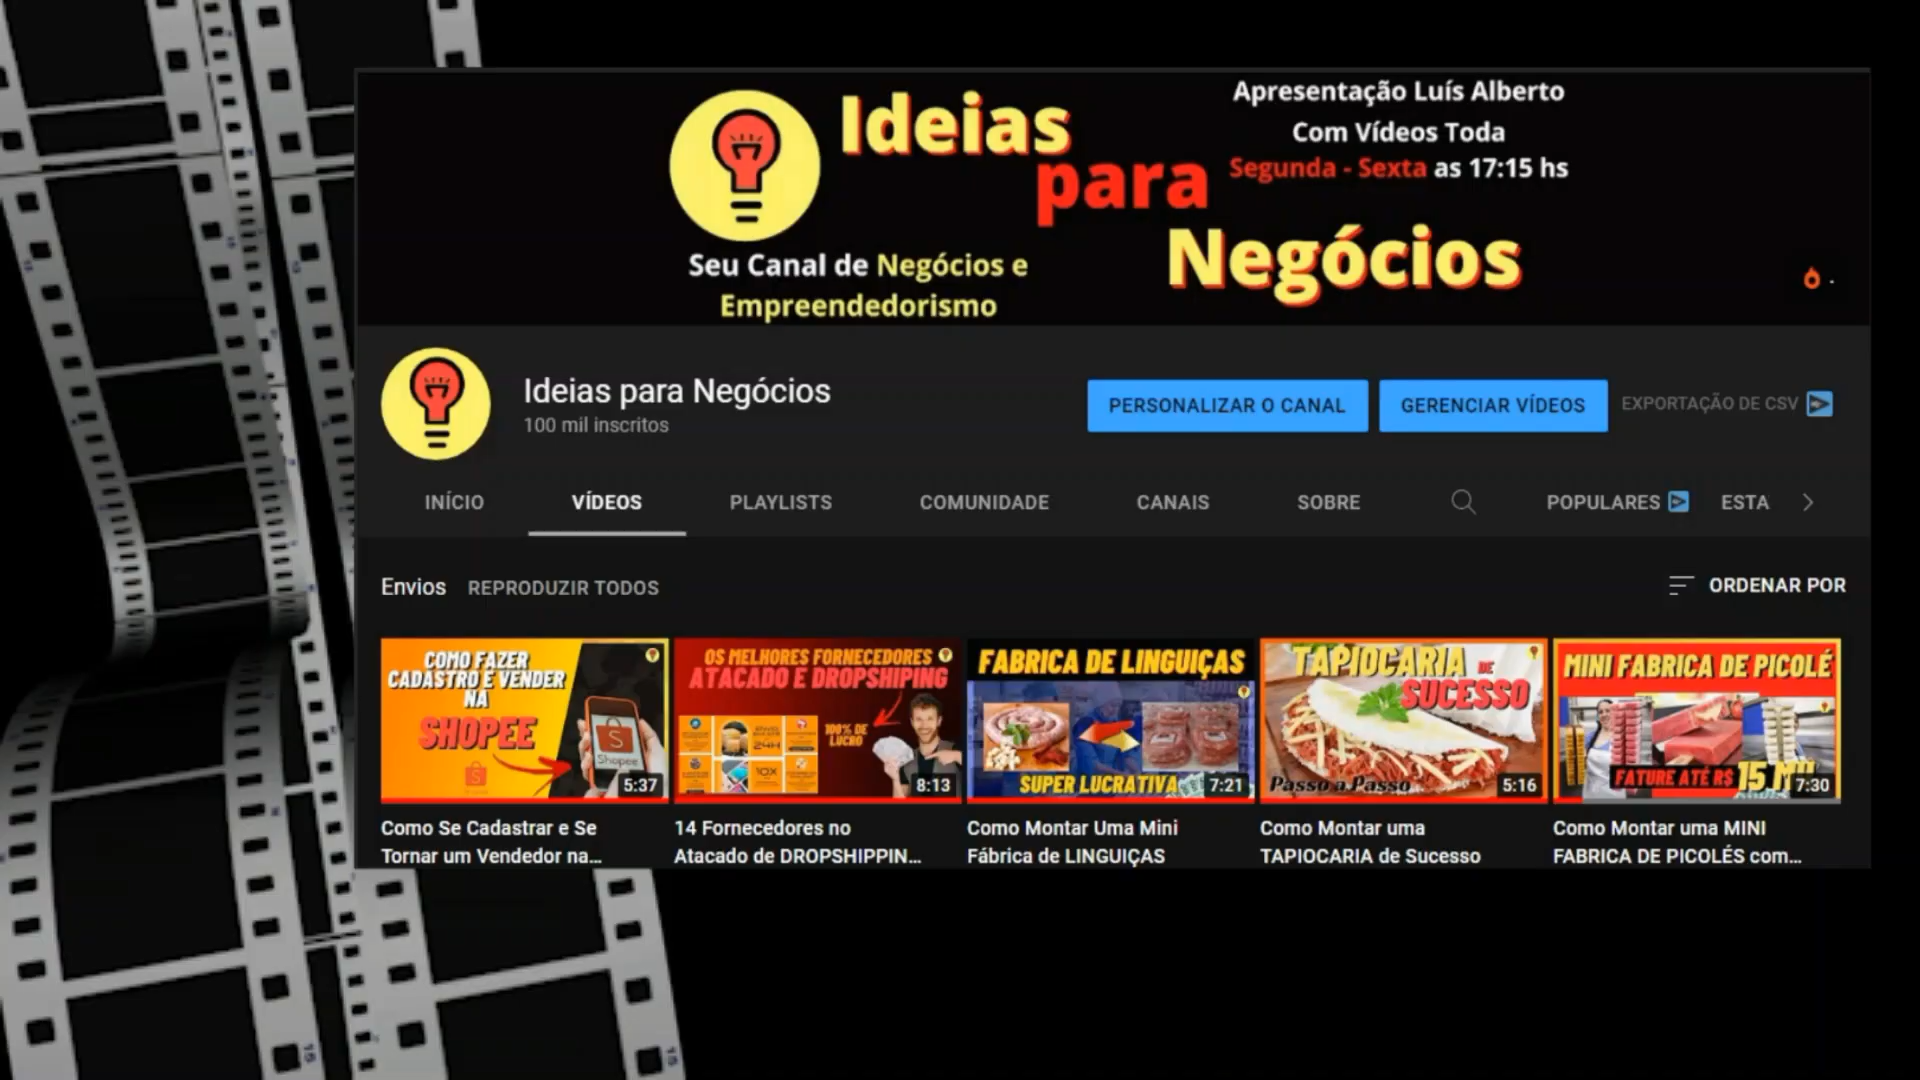 Ideias
para
Negócios
Apresentação Luís Alberto
Com Vídeos Toda
Segunda - Sexta as 17:15 hs
Seu Canal de Negócios e
Empreendedorismo
Ideias para Negócios
100 mil inscritos
PERSONALIZAR O CANAL
GERENCIAR VÍDEOS
EXPORTAÇÃO DE CSV
INÍCIO
VÍDEOS
PLAYLISTS
COMUNIDADE
CANAIS
SOBRE
POPULARES
ESTA
Envios
REPRODUZIR TODOS
ORDENAR POR
COMO FAZER
CADASTRO E VENDER
NA
SHOPEE
Shopee
5:37
OS MELHORES FORNECEDORES
ATACADO E DROPSHIPING
100% DE
LUCRO
8:13
FABRICA DE LINGUIÇAS
SUPER LUCRATIVA
7:21
TAPIOCARIA DE
SUCESSO
Passo a Passo
5:16
MINI FABRICA DE PICOLÉ
FATURE ATÉ R$ 15
7:30
Como Se Cadastrar e Se
Tornar um Vendedor na...
14 Fornecedores no
Atacado de DROPSHIPPIN...
Como Montar Uma Mini
Fábrica de LINGUIÇAS
Como Montar uma
TAPIOCARIA de Sucesso
Como Montar uma MINI
FABRICA DE PICOLÉS com...